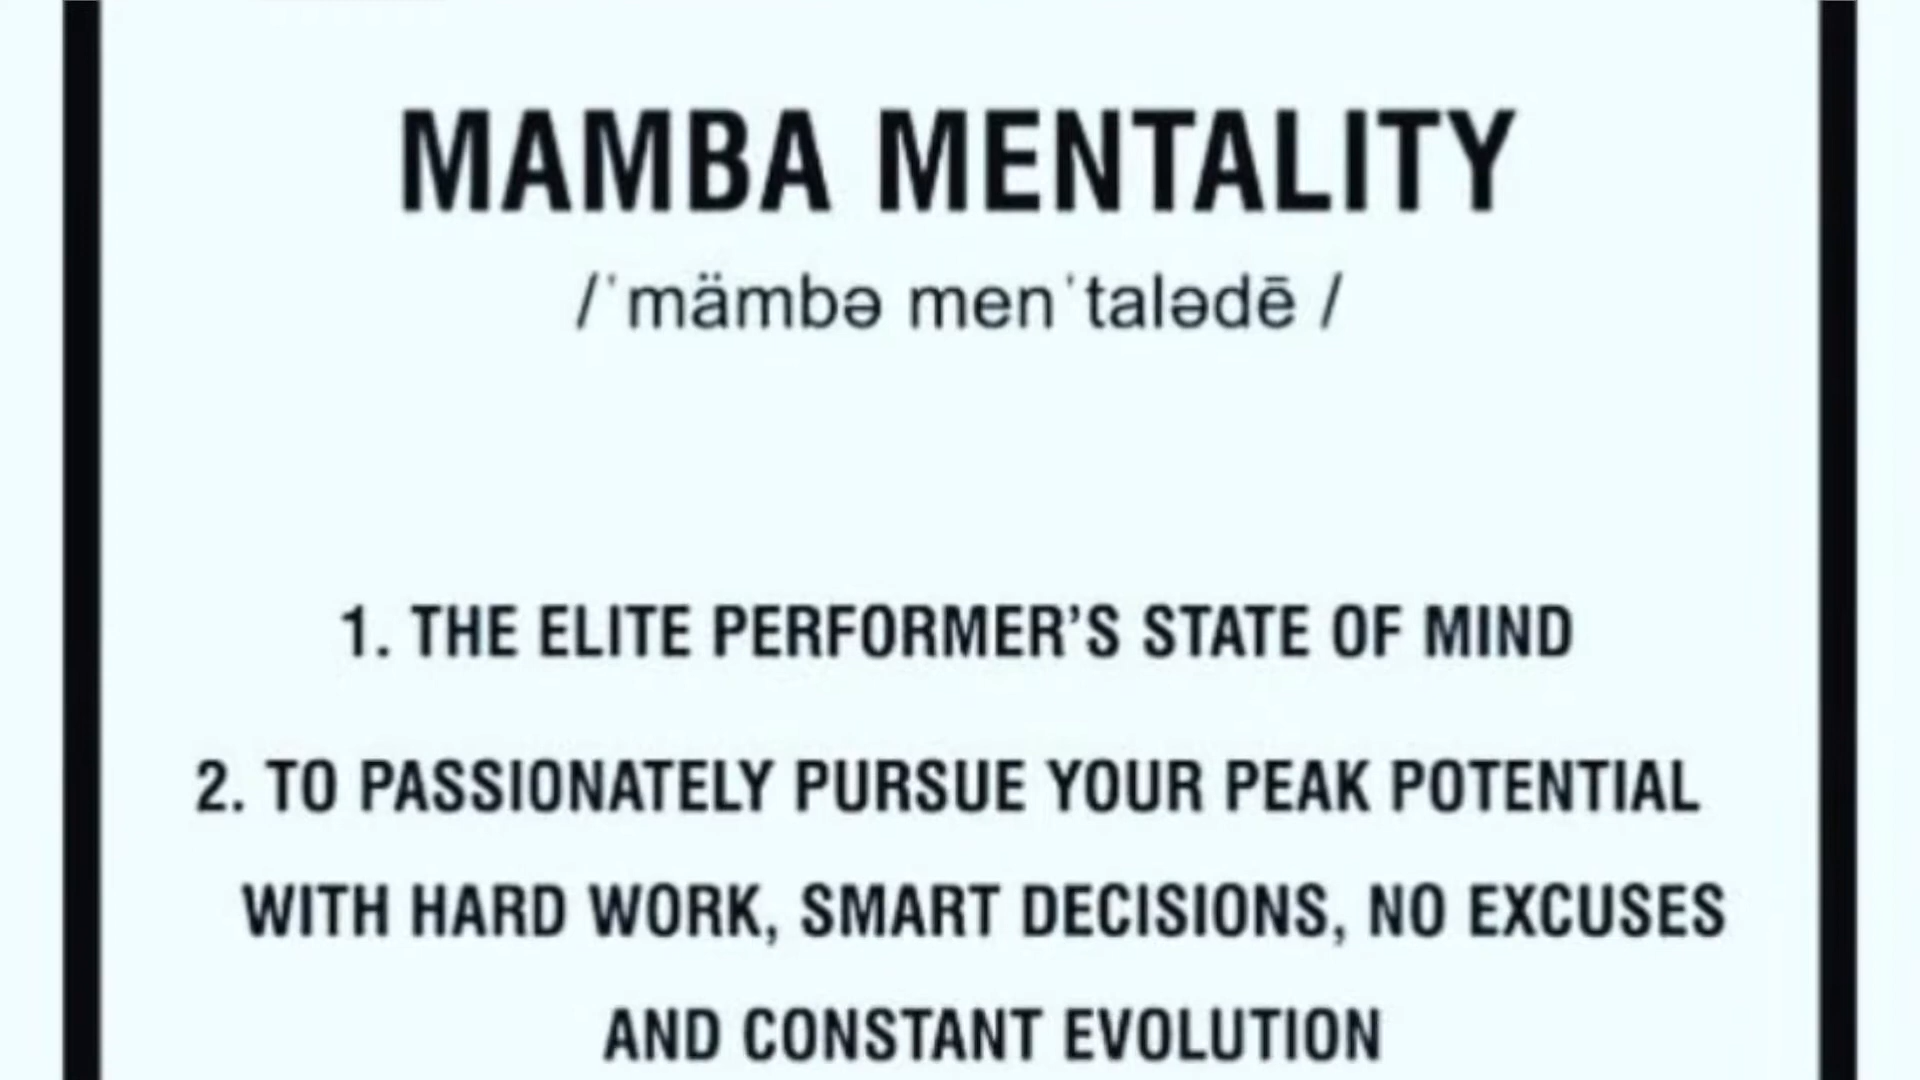 MAMBA MENTALITY
/ˈmämbə menˈtalədē /
1. THE ELITE PERFORMER’S STATE OF MIND
2. TO PASSIONATELY PURSUE YOUR PEAK POTENTIAL
WITH HARD WORK, SMART DECISIONS, NO EXCUSES
AND CONSTANT EVOLUTION